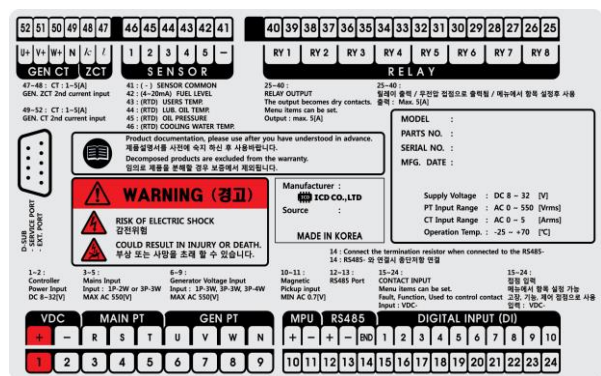 52 51 50 49 48 47 46 45 44 43 42 41 40 39 38 37 36 35 34 33 32 31 30 29 28 27 26 25
U+ V+ W+ N k l 1 2 3 4 5 − RY 1 RY 2 RY 3 RY 4 RY 5 RY 6 RY 7 RY 8
GEN CT ZCT SENSOR RELAY
47~48 : CT : 1~5[A]
GEN. ZCT 2nd current input
49~52 : CT : 1~5[A]
GEN. CT 2nd current input
41 : ( - ) SENSOR COMMON
42 : (4~20mA) FUEL LEVEL
43 : (RTD) USERS TEMP.
44 : (RTD) LUB. OIL TEMP.
45 : (RTD) OIL PRESSURE
46 : (RTD) COOLING WATER TEMP.
25~40 :
RELAY OUTPUT
The output becomes dry contacts.
Menu items can be set.
Output : max. 5[A]
25~40 :
릴레이 출력 / 무전압 접점으로 출력됨 / 메뉴에서 항목 설정후 사용
출력 : Max. 5[A]
Product documentation, please use after you have understood in advance.
제품설명서를 사전에 숙지 하신 후 사용바랍니다.
Decomposed products are excluded from the warranty.
임의로 제품을 분해할 경우 보증에서 제외됩니다.
MODEL :
PARTS NO. :
SERIAL NO. :
MFG. DATE :
Supply Voltage : DC 8 ~ 32 [V]
PT Input Range : AC 0 ~ 550 [Vrms]
CT Input Range : AC 0 ~ 5 [Arms]
Operation Temp. : -25 ~ +70 [℃]
D-SUB
- SERVICE PORT
- EXT. PORT
WARNING (경고)
RISK OF ELECTRIC SHOCK
감전위험
COULD RESULT IN INJURY OR DEATH.
부상 또는 사망을 초래 할 수 있습니다.
Manufacturer :
ICD CO.,LTD
Source :
MADE IN KOREA
14 : Connect the termination resistor when connected to the RS485-
14 : RS485- 와 연결시 종단저항 연결
1~2 :
Controller
Power Input
DC 8~32[V]
3~5 :
Mains Input
Input : 1P-2W or 3P-3W
MAX AC 550[V]
6~9 :
Generator Voltage Input
Input : 1P-2W, 3P-3W, 3P-4W
MAX AC 550[V]
10~11 :
Magnetic
Pickup input
MIN AC 0.7[V]
12~13 :
RS485 Port
15~24 :
CONTACT INPUT
Menu items can be set.
Fault, Function, Used to control contact
Input : VDC-
15~24 :
접점 입력
메뉴에서 항목 설정 가능
고장, 기능, 제어 접점으로 사용
입력 : VDC-
VDC MAIN PT GEN PT MPU RS485 DIGITAL INPUT (DI)
+ − R S T U V W N + − + − END 1 2 3 4 5 6 7 8 9 10
1 2 3 4 5 6 7 8 9 10 11 12 13 14 15 16 17 18 19 20 21 22 23 24